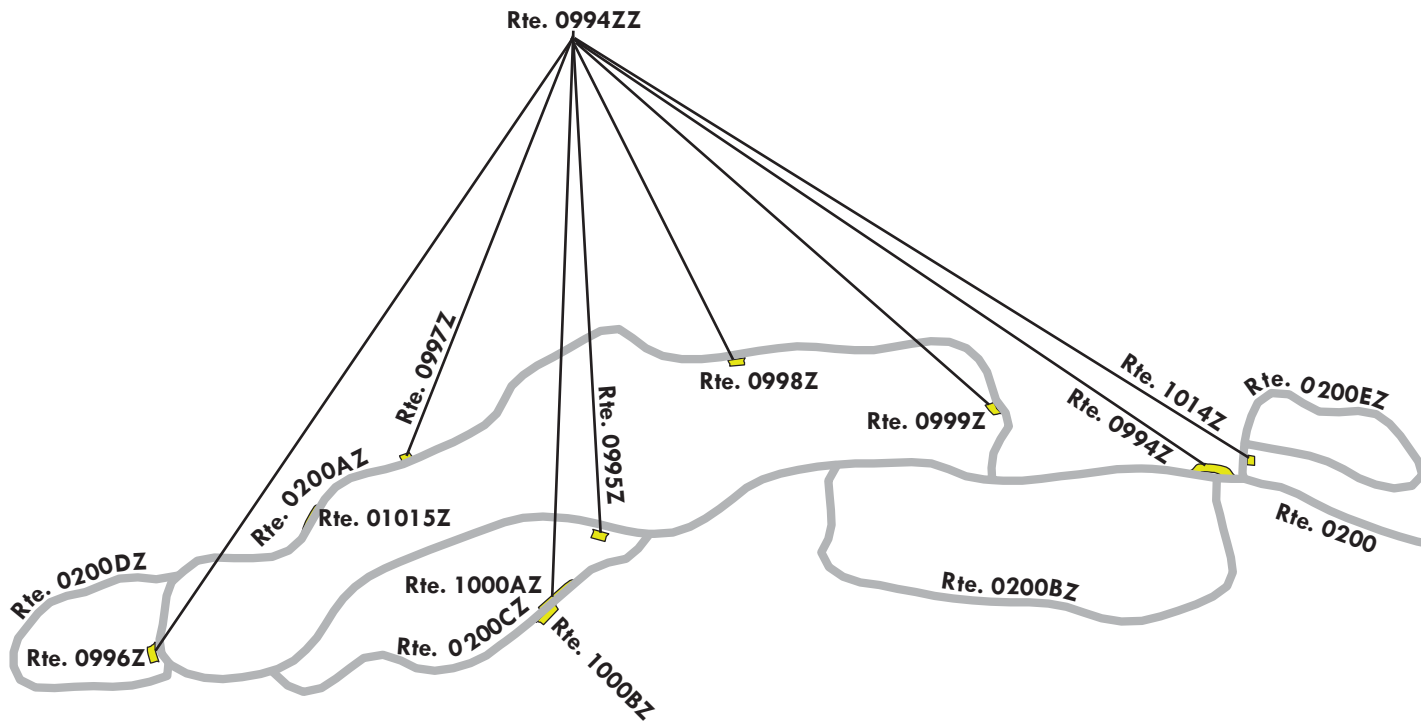 Rte. 0994ZZ
Rte. 0997Z
Rte. 0998Z
Rte. 0995Z
Rte. 0999Z
Rte. 1014Z
Rte. 0994Z
Rte. 0200EZ
Rte. 0200AZ
Rte. 01015Z
Rte. 0200
Rte. 0200DZ
Rte. 1000AZ
Rte. 0200BZ
Rte. 0200CZ
Rte. 0996Z
Rte. 1000BZ